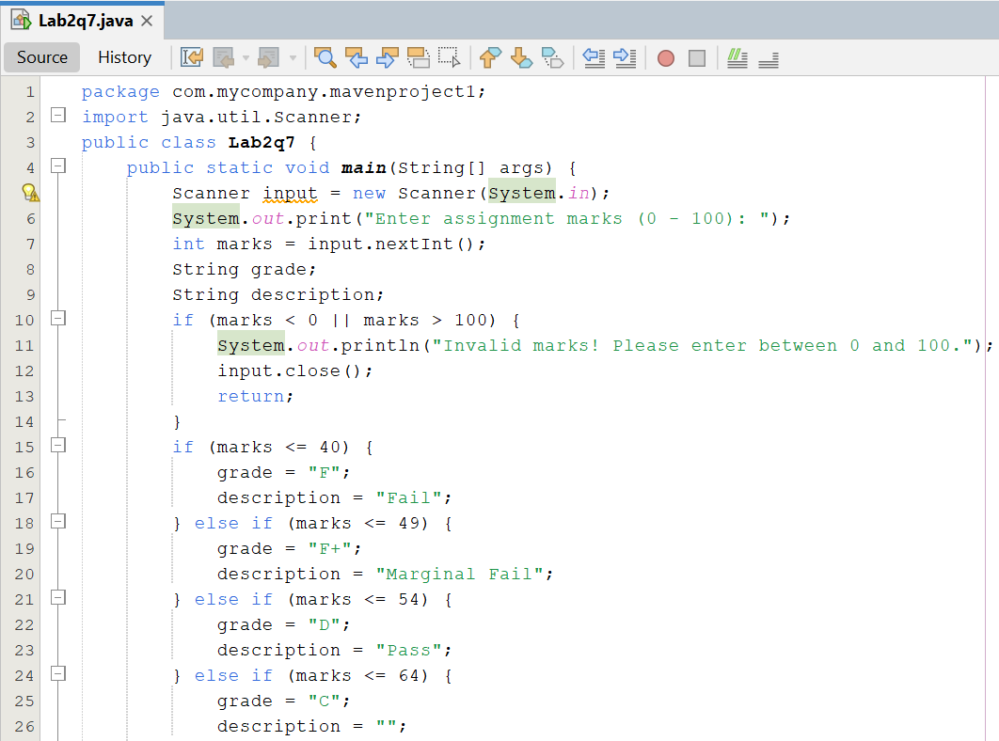 Lab2q7.java
Source History
1 package com.mycompany.mavenproject1;
2 import java.util.Scanner;
3 public class Lab2q7 {
4 public static void main(String[] args) {
Scanner input = new Scanner(System.in);
6 System.out.print("Enter assignment marks (0 - 100): ");
7 int marks = input.nextInt();
8 String grade;
9 String description;
10 if (marks < 0 || marks > 100) {
11 System.out.println("Invalid marks! Please enter between 0 and 100.");
12 input.close();
13 return;
14 }
15 if (marks <= 40) {
16 grade = "F";
17 description = "Fail";
18 } else if (marks <= 49) {
19 grade = "F+";
20 description = "Marginal Fail";
21 } else if (marks <= 54) {
22 grade = "D";
23 description = "Pass";
24 } else if (marks <= 64) {
25 grade = "C";
26 description = "";